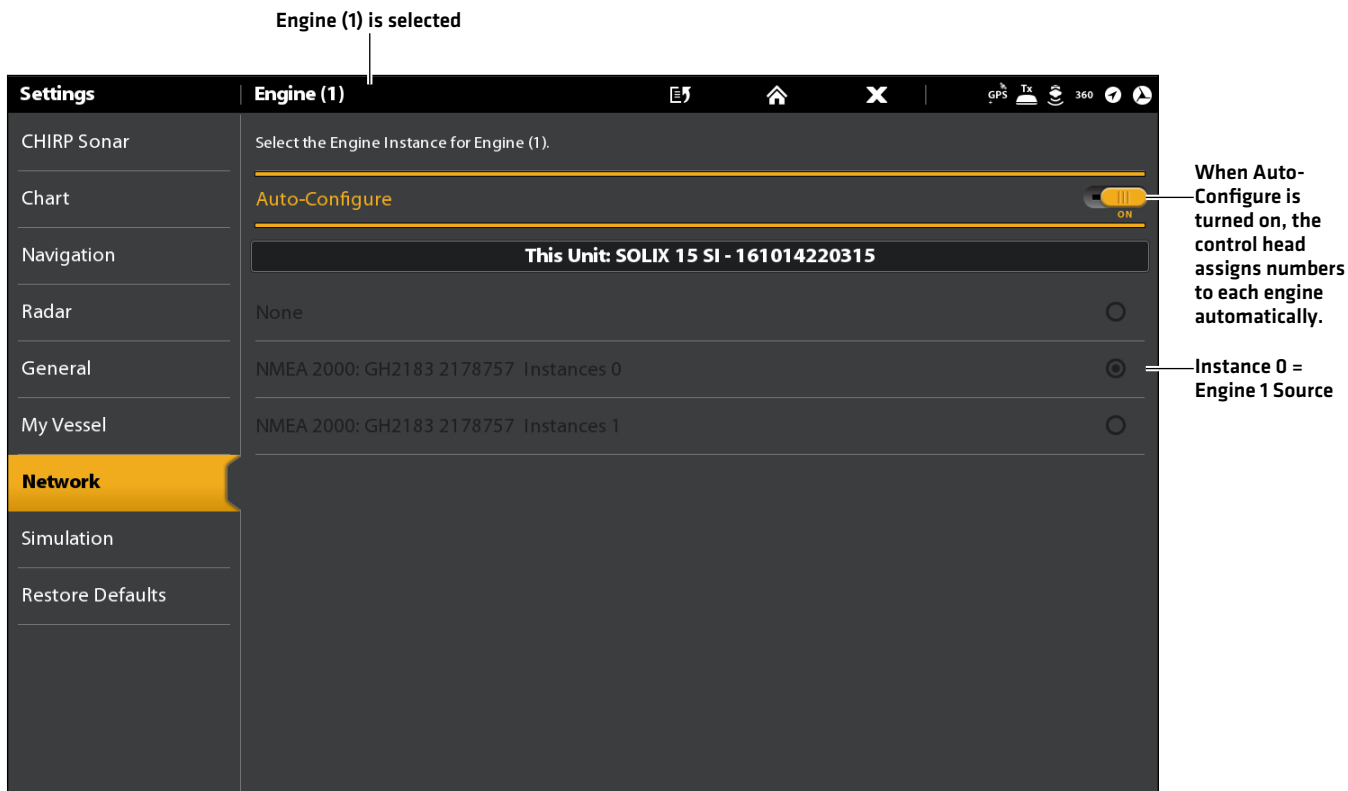 Engine (1) is selected
Settings
Engine (1)
GPS
Tx
360
CHIRP Sonar
Chart
Navigation
Radar
General
My Vessel
Network
Simulation
Restore Defaults
Select the Engine Instance for Engine (1).
Auto-Configure
ON
This Unit: SOLIX 15 SI - 161014220315
None
NMEA 2000: GH2183 2178757 Instances 0
NMEA 2000: GH2183 2178757 Instances 1
When Auto-
Configure is
turned on, the
control head
assigns numbers
to each engine
automatically.
Instance 0 =
Engine 1 Source